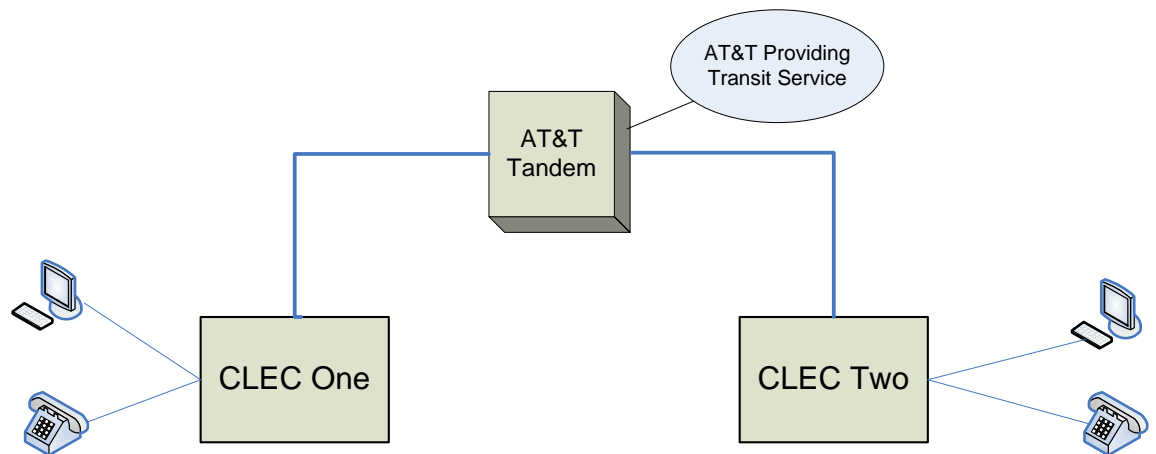 AT&T Providing
Transit Service
AT&T
Tandem
CLEC One
CLEC Two